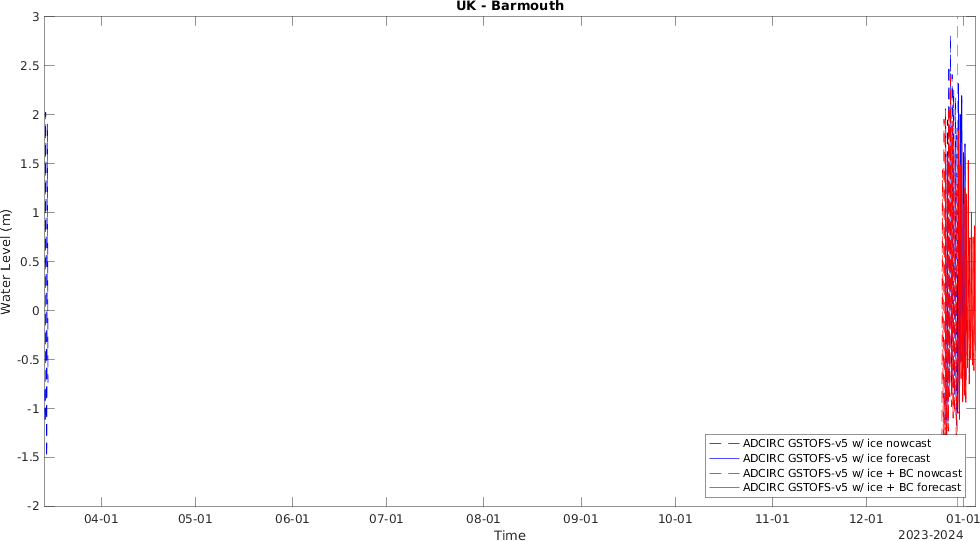 UK - Barmouth
3
2.5
2
1.5
1
0.5
0
-0.5
-1
-1.5
-2
Water Level (m)
ADCIRC GSTOFS-v5 w/ ice nowcast
ADCIRC GSTOFS-v5 w/ ice forecast
ADCIRC GSTOFS-v5 w/ ice + BC nowcast
ADCIRC GSTOFS-v5 w/ ice + BC forecast
04-01 05-01 06-01 07-01 08-01 09-01 10-01 11-01 12-01 01-01
Time
2023-2024